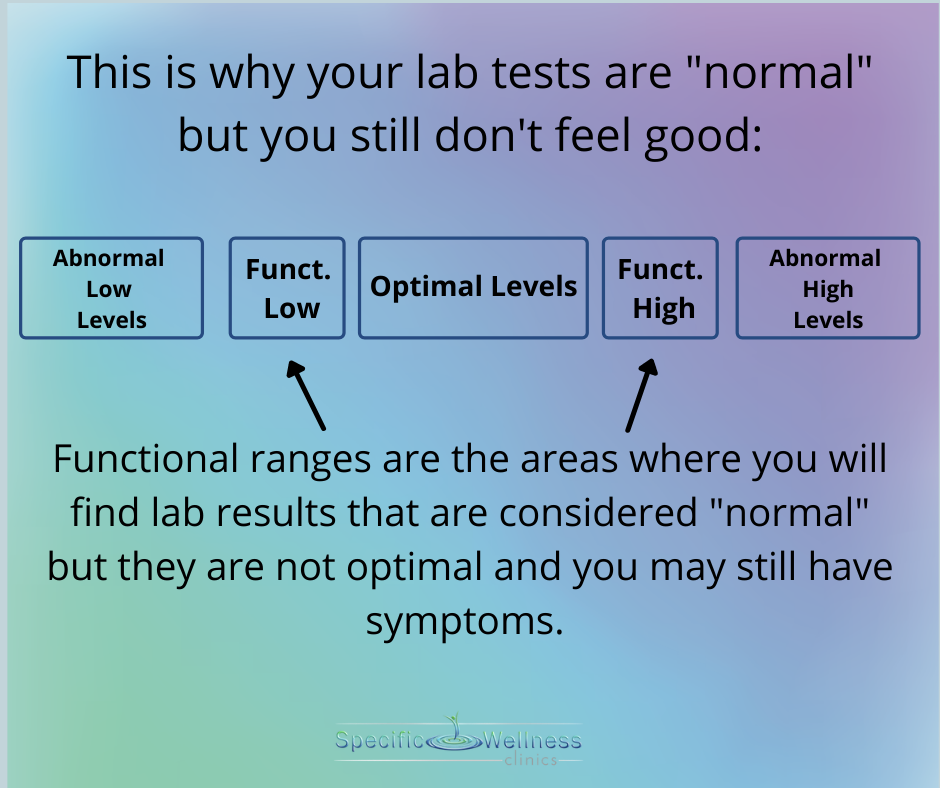 This is why your lab tests are "normal"
but you still don't feel good:
Abnormal
Low
Levels
Funct.
Low
Optimal Levels
Funct.
High
Abnormal
High
Levels
Functional ranges are the areas where you will
find lab results that are considered "normal"
but they are not optimal and you may still have
symptoms.
Specific Wellness
clinics